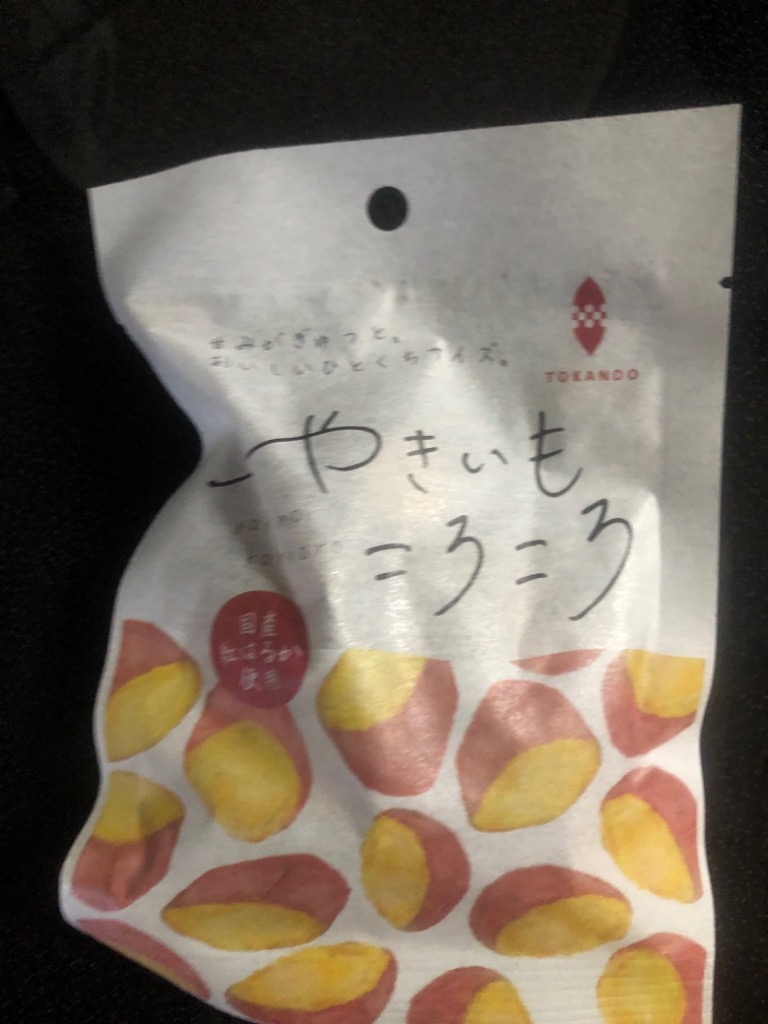 甘みがぎゅっと。
おいしいひとくちサイズ。
TOKANDO
やきいも
ころころ
国産
紅はるか
使用